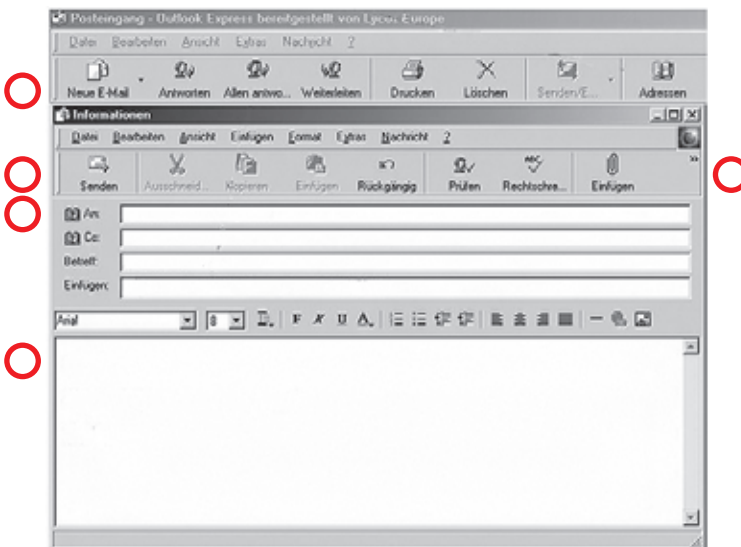 Posteingang - Outlook Express bereitgestellt von Lycos Europe
Datei Bearbeiten Ansicht Extras Nachricht ?
Neue E-Mail Antworten Allen antwo... Weiterleiten Drucken Löschen Senden/E... Adressen
Informationen
Datei Bearbeiten Ansicht Einfügen Format Extras Nachricht ?
Senden Ausschneid... Kopieren Einfügen Rückgängig Prüfen Rechtschre... Einfügen »
An:
Cc:
Betreff:
Einfügen:
Arial 8 F K U A